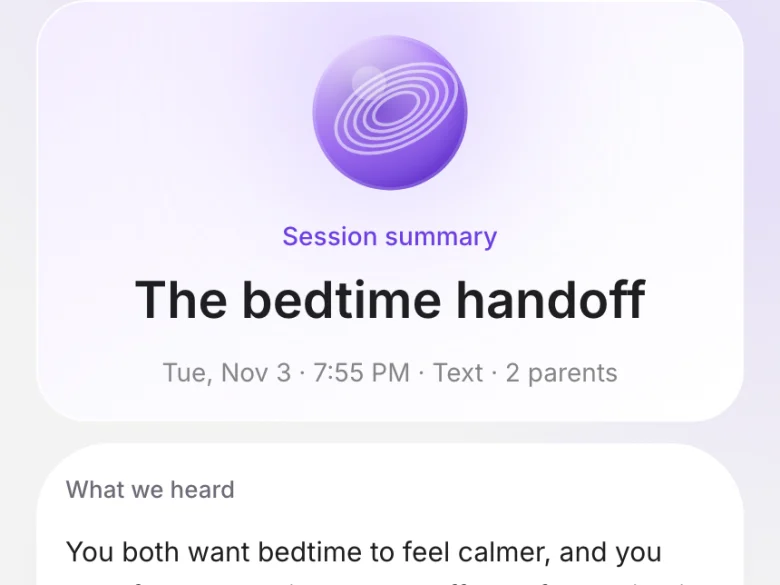 Session summary
The bedtime handoff
Tue, Nov 3 · 7:55 PM · Text · 2 parents
What we heard
You both want bedtime to feel calmer, and you